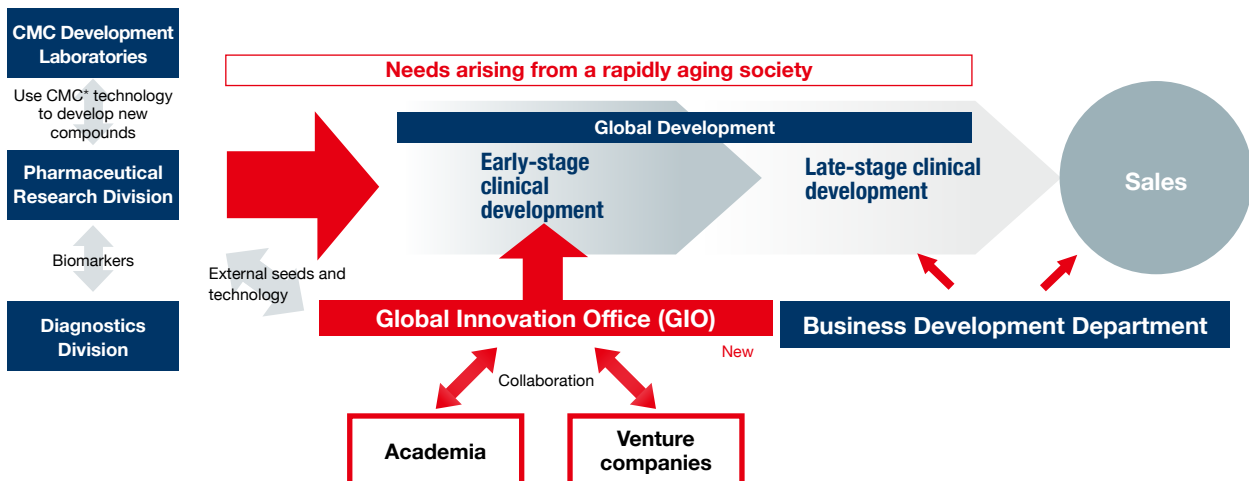 CMC Development
Laboratories
Use CMC* technology
to develop new
compounds
Pharmaceutical
Research Division
Biomarkers
Diagnostics
Division
Needs arising from a rapidly aging society
Global Development
Early-stage
clinical
development
Late-stage clinical
development
Sales
External seeds and
technology
Global Innovation Office (GIO)
New
Business Development Department
Collaboration
Academia
Venture
companies